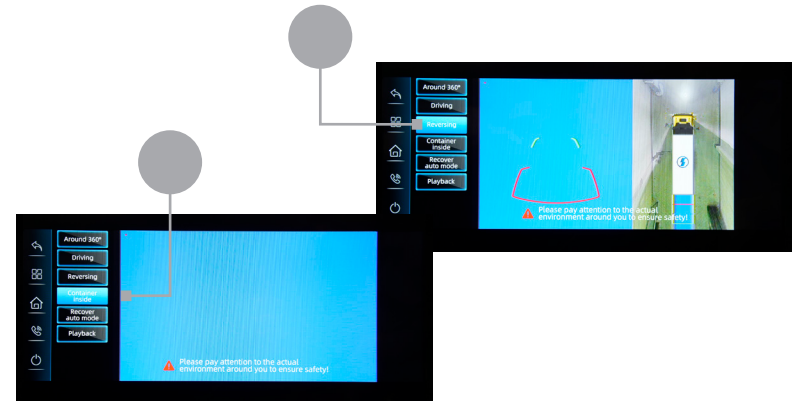 Around 360°
Driving
Reversing
Container
Inside
Recover
auto mode
Playback
Please pay attention to the actual
environment around you to ensure safety!
Around 360°
Driving
Reversing
Container
Inside
Recover
auto mode
Playback
Please pay attention to the actual
environment around you to ensure safety!